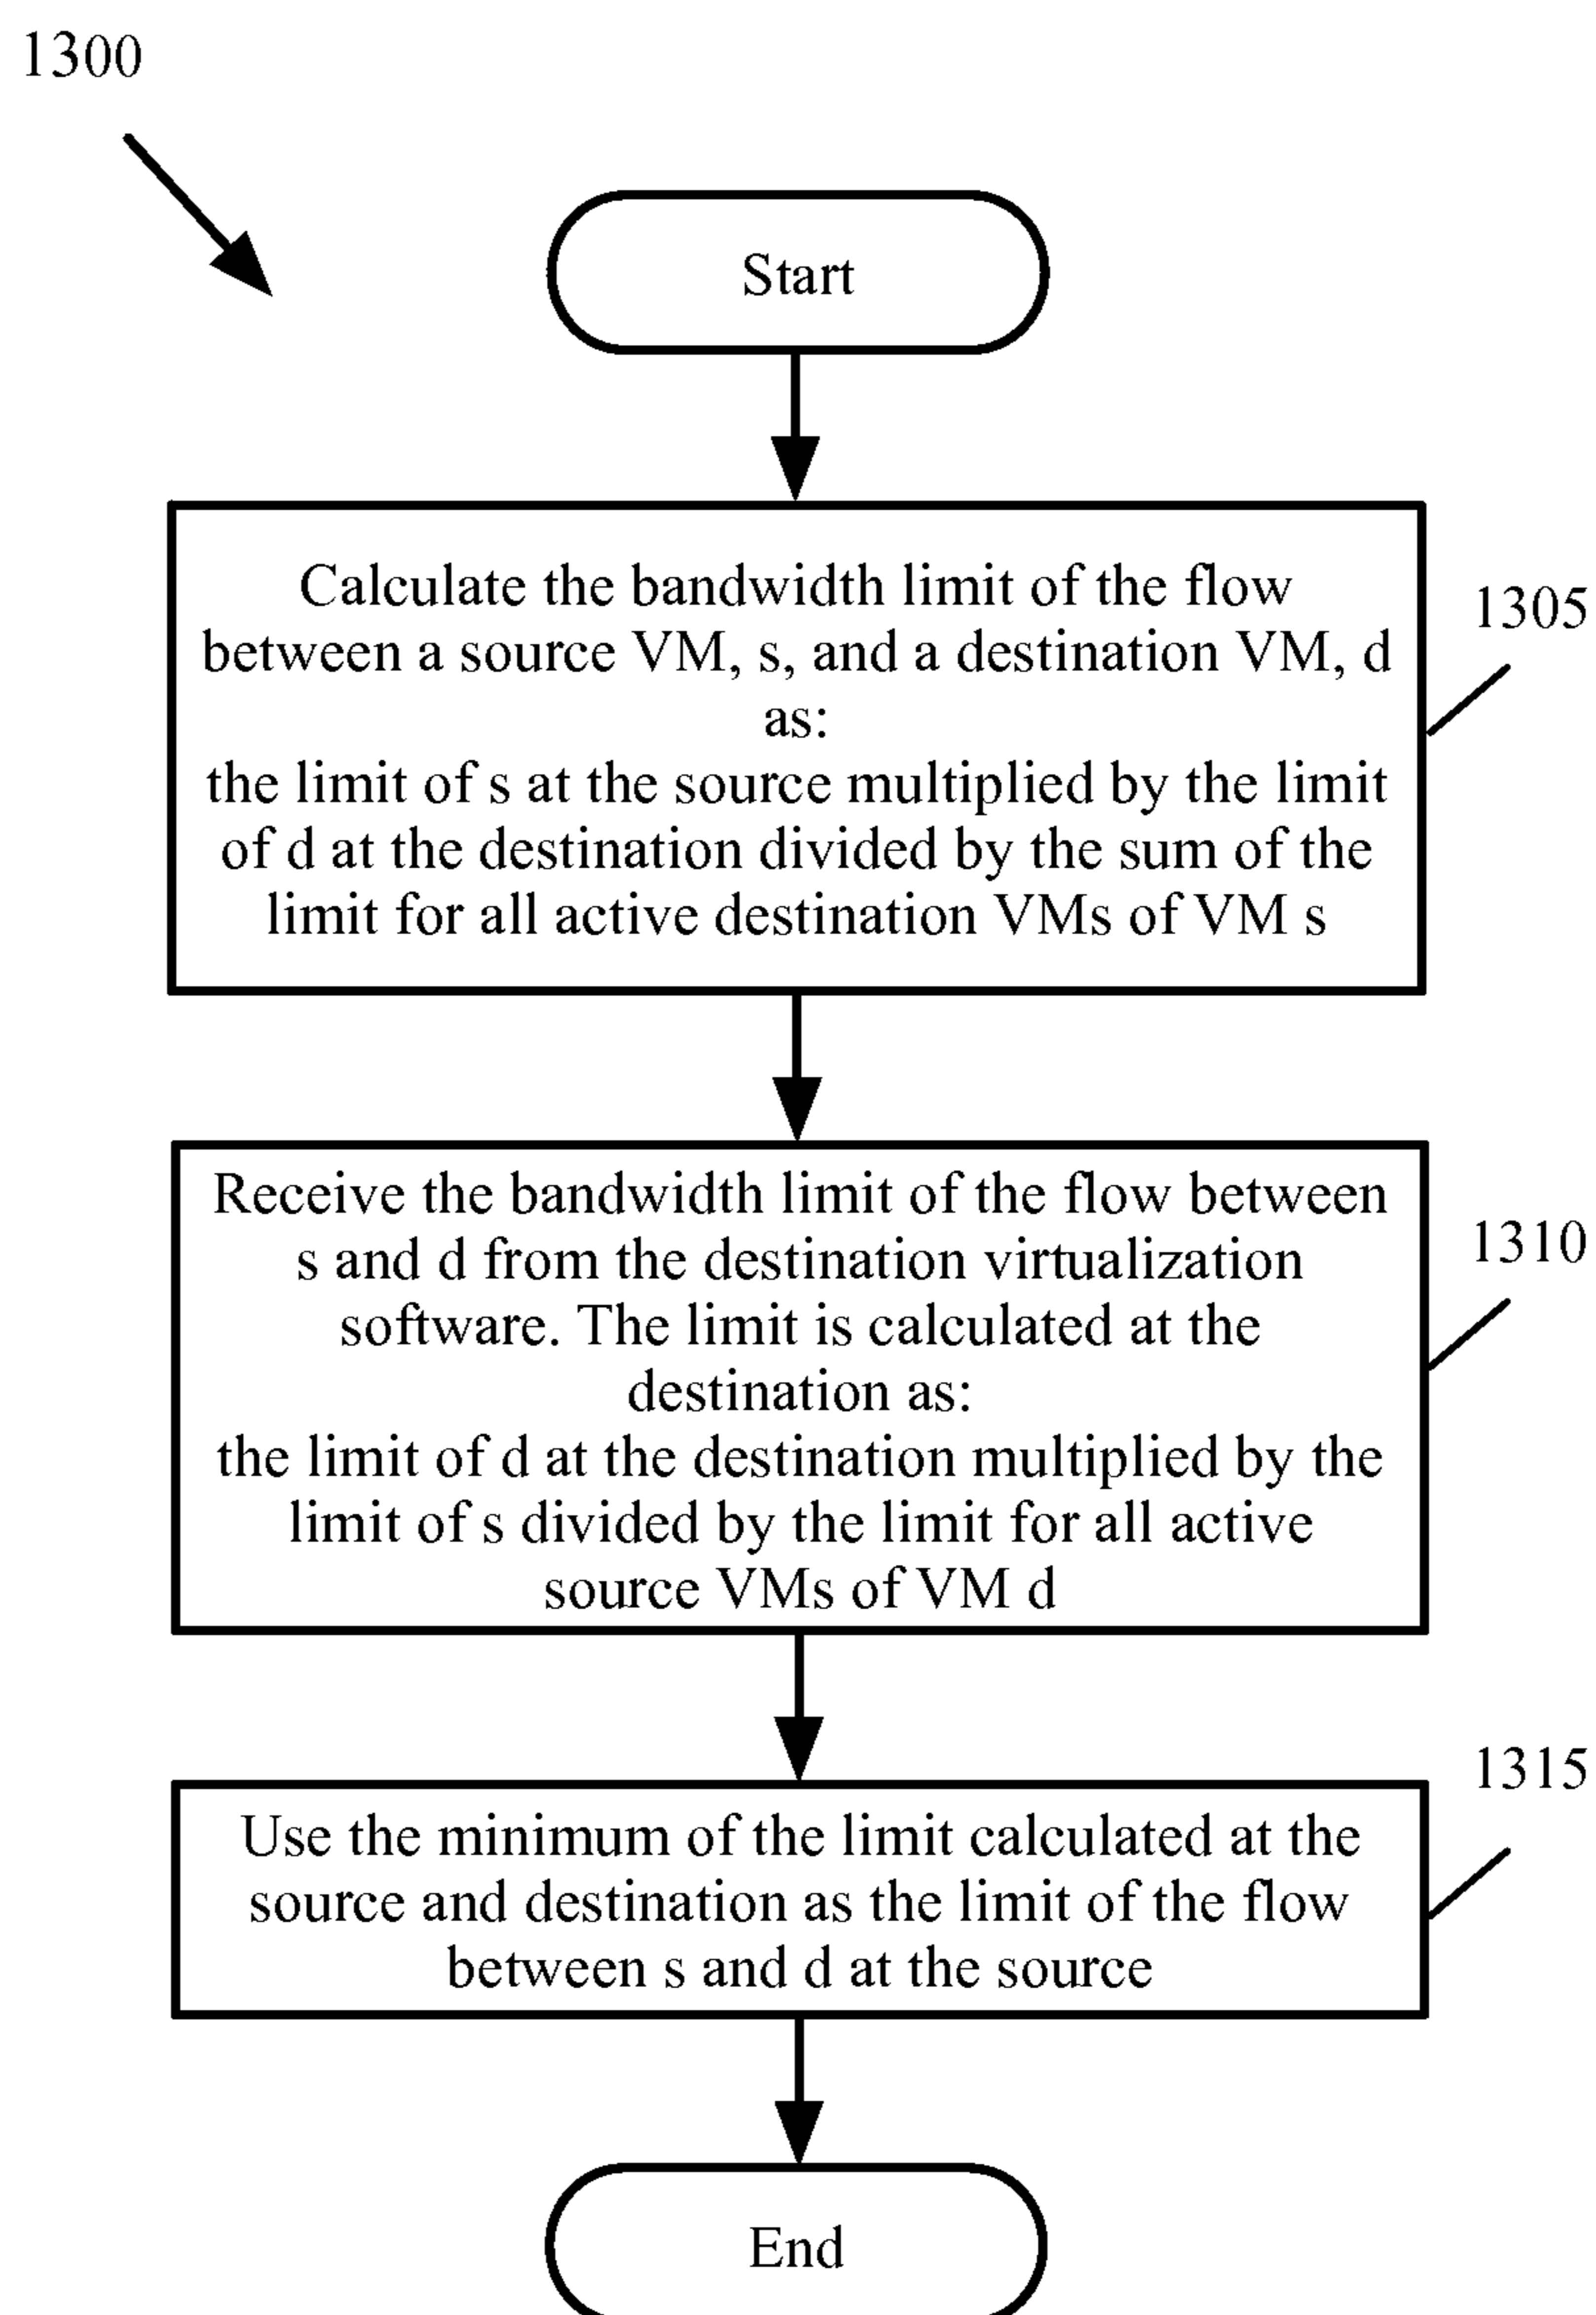 1300
Start
Calculate the bandwidth limit of the flow
between a source VM, s, and a destination VM, d
as:
the limit of s at the source multiplied by the limit
of d at the destination divided by the sum of the
limit for all active destination VMs of VM s
1305
Receive the bandwidth limit of the flow between
s and d from the destination virtualization
software. The limit is calculated at the
destination as:
the limit of d at the destination multiplied by the
limit of s divided by the limit for all active
source VMs of VM d
1310
Use the minimum of the limit calculated at the
source and destination as the limit of the flow
between s and d at the source
1315
End